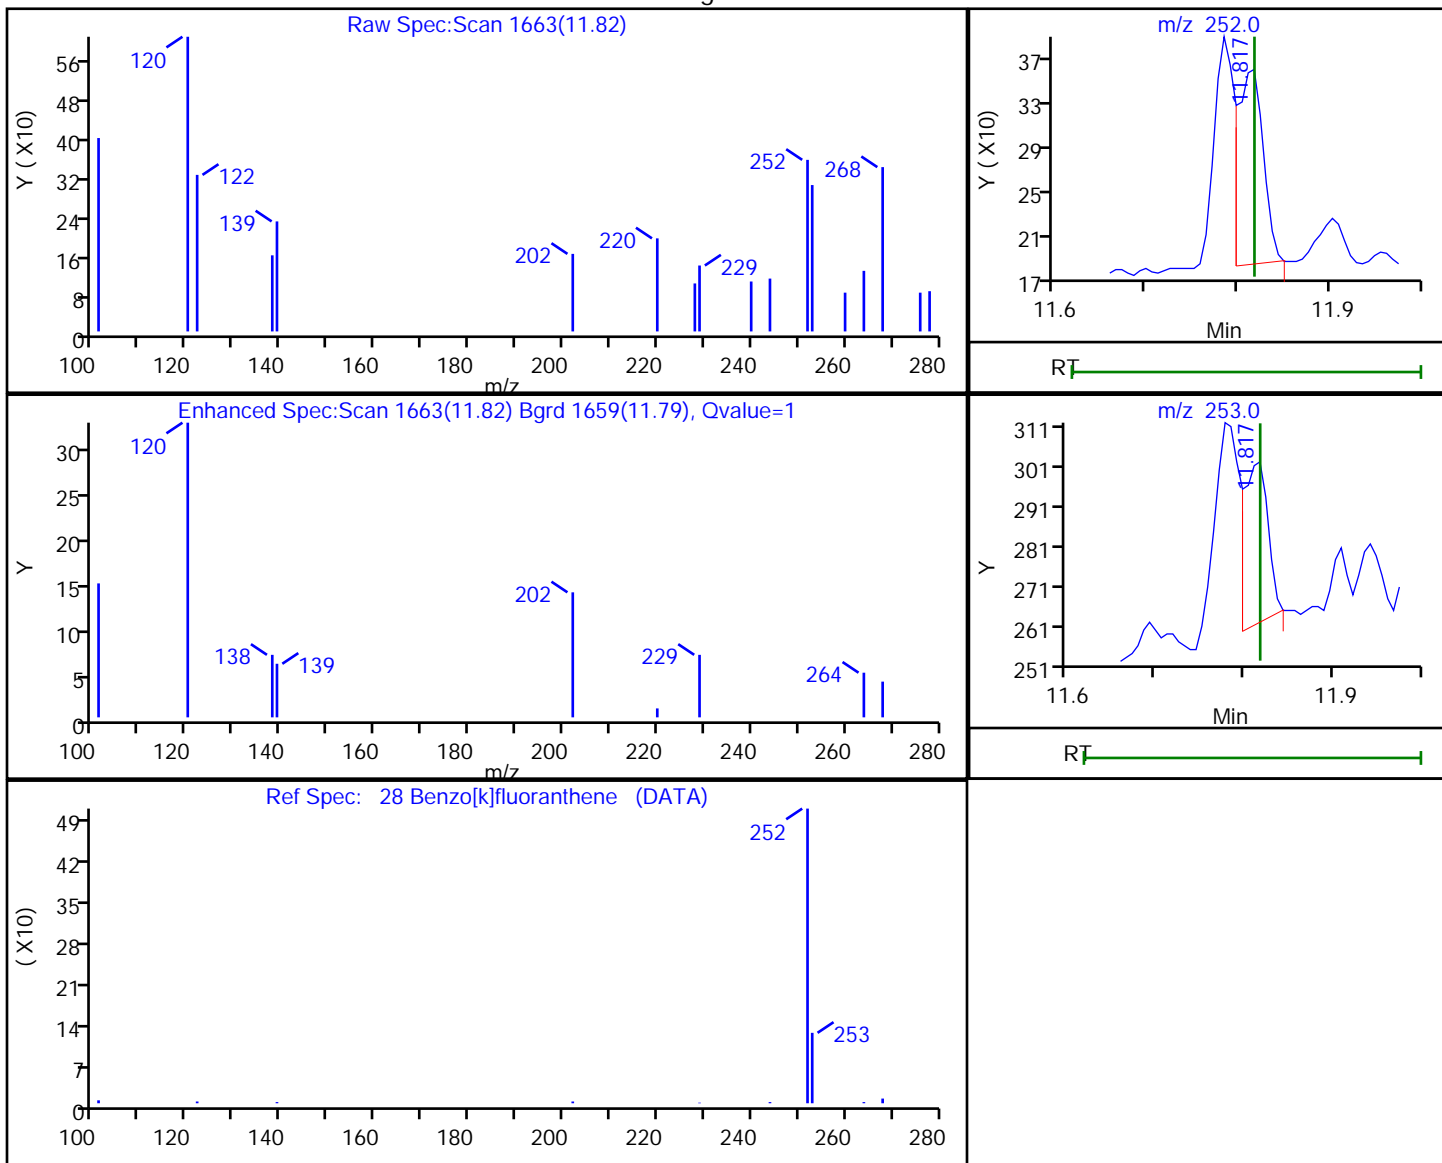 Raw Spec:Scan 1663(11.82)
Y ( X10)
56
48
40
32
24
16
8
0
120
122
139
202
220
229
252
268
100 120 140 160 180 200 220 240 260 280
m/z
m/z 252.0
Y ( X10)
37
33
29
25
21
17
11.817
11.6 11.9
Min
RT
Enhanced Spec:Scan 1663(11.82) Bgrd 1659(11.79), Qvalue=1
Y
30
25
20
15
10
5
0
120
138
139
202
229
264
100 120 140 160 180 200 220 240 260 280
m/z
m/z 253.0
Y
311
301
291
281
271
261
251
11.817
11.6 11.9
Min
RT
Ref Spec: 28 Benzo[k]fluoranthene (DATA)
( X10)
49
42
35
28
21
14
7
0
252
253
100 120 140 160 180 200 220 240 260 280